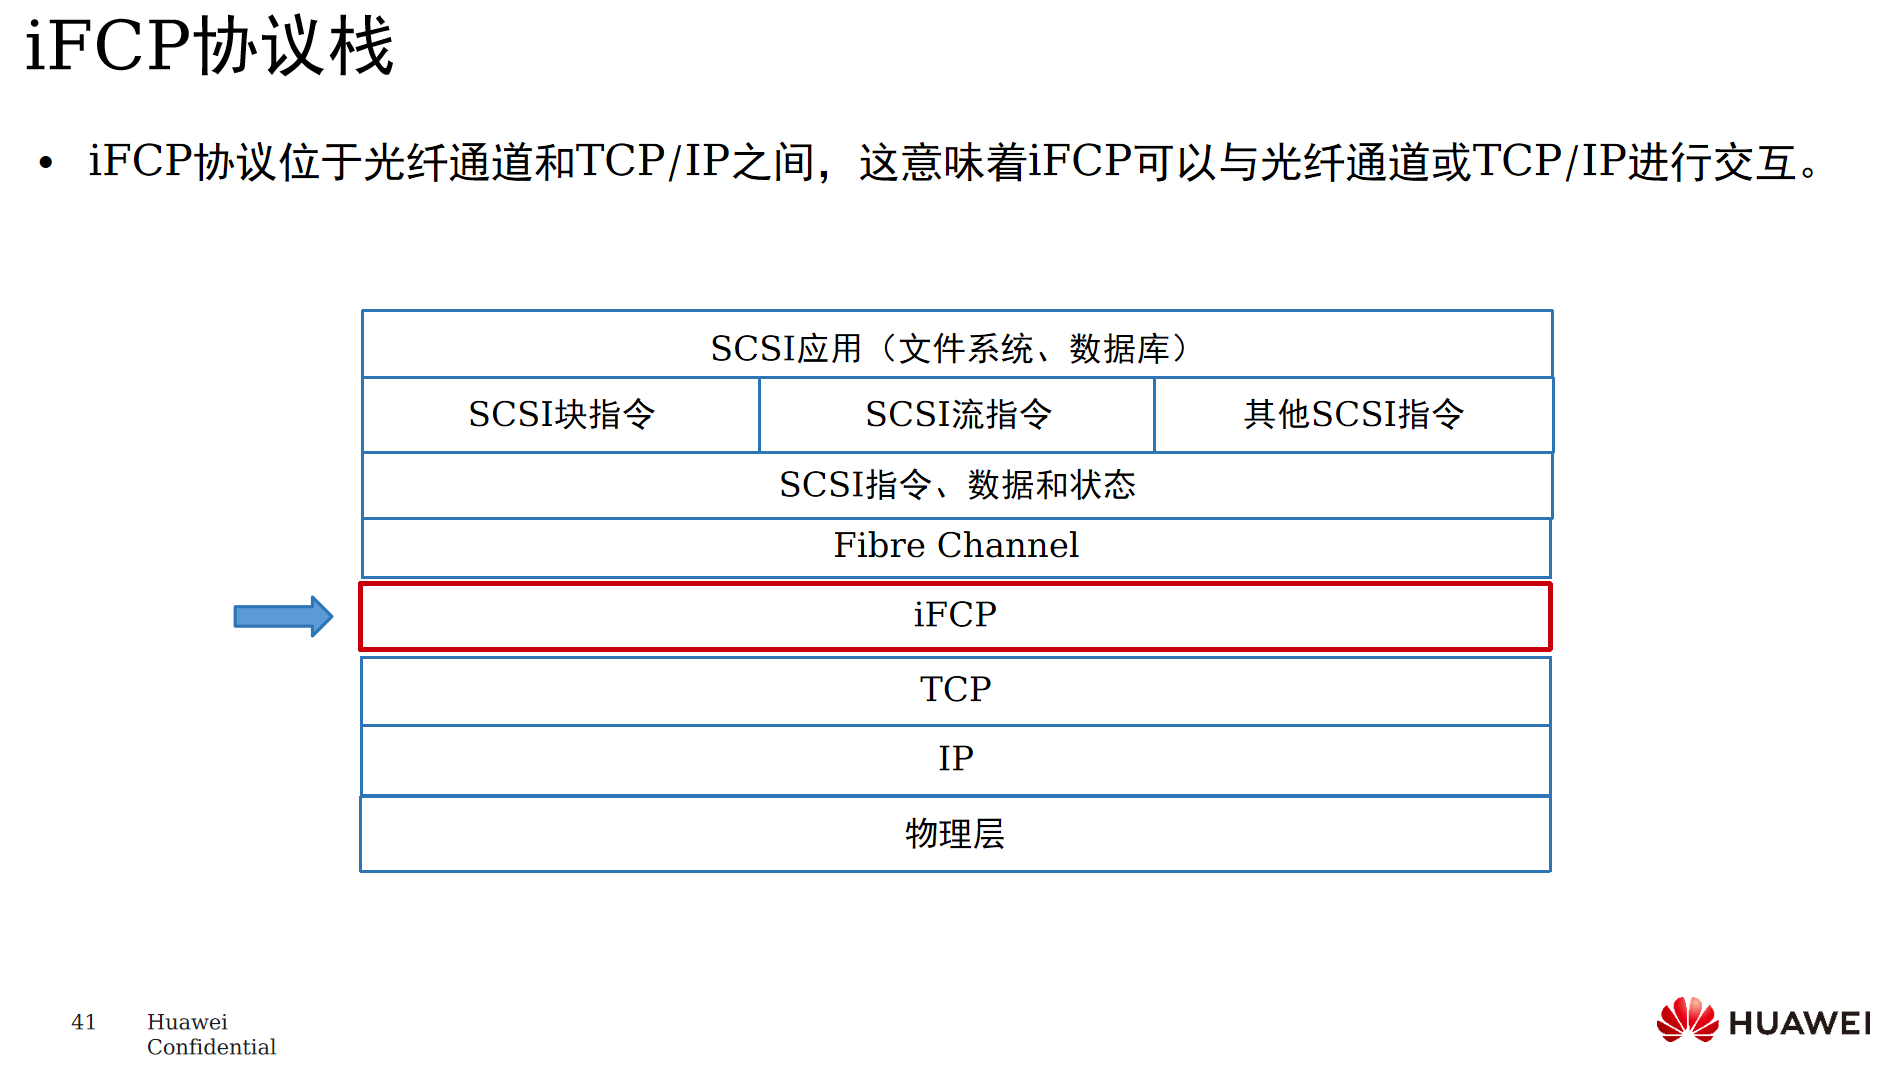 iFCP协议栈
• iFCP协议位于光纤通道和TCP/IP之间，这意味着iFCP可以与光纤通道或TCP/IP进行交互。
SCSI应用（文件系统、数据库）
SCSI块指令 SCSI流指令 其他SCSI指令
SCSI指令、数据和状态
Fibre Channel
iFCP
TCP
IP
物理层
41 Huawei
Confidential
HUAWEI